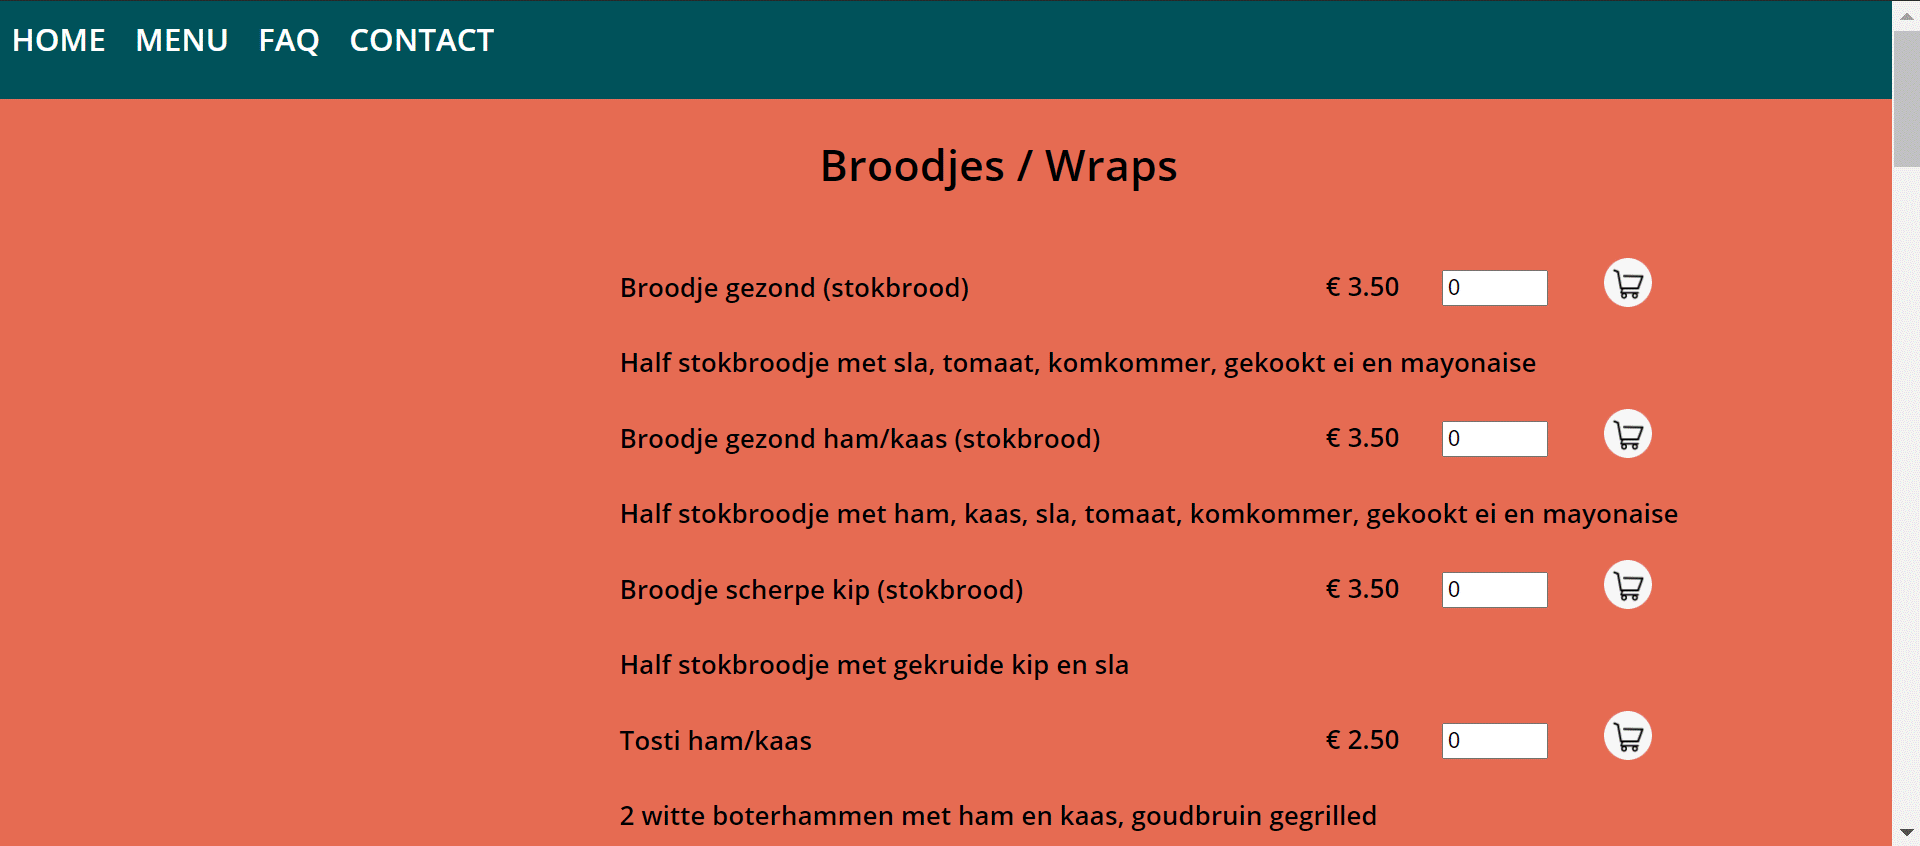 HOME MENU FAQ CONTACT
Broodjes / Wraps
Broodje gezond (stokbrood) € 3.50 0
Half stokbroodje met sla, tomaat, komkommer, gekookt ei en mayonaise
Broodje gezond ham/kaas (stokbrood) € 3.50 0
Half stokbroodje met ham, kaas, sla, tomaat, komkommer, gekookt ei en mayonaise
Broodje scherpe kip (stokbrood) € 3.50 0
Half stokbroodje met gekruide kip en sla
Tosti ham/kaas € 2.50 0
2 witte boterhammen met ham en kaas, goudbruin gegrilled